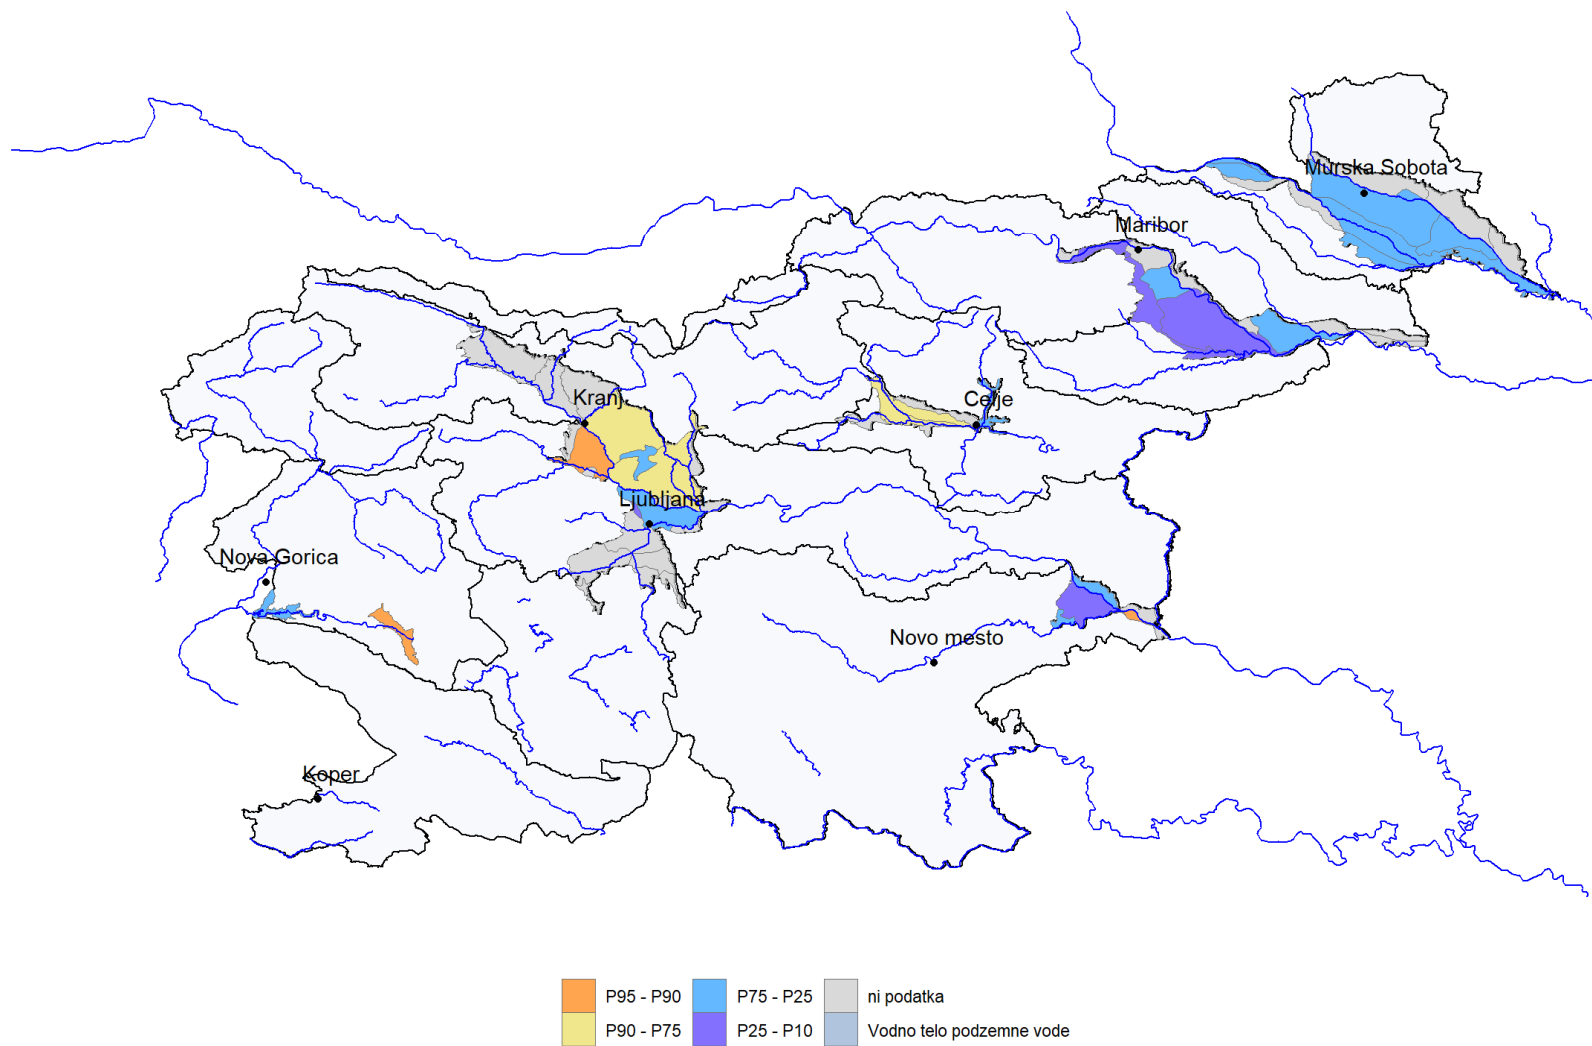 Murska Sobota
Maribor
Kranj
Celje
Ljubljana
Nova Gorica
Novo mesto
Koper
P95 - P90
P75 - P25
ni podatka
P90 - P75
P25 - P10
Vodno telo podzemne vode